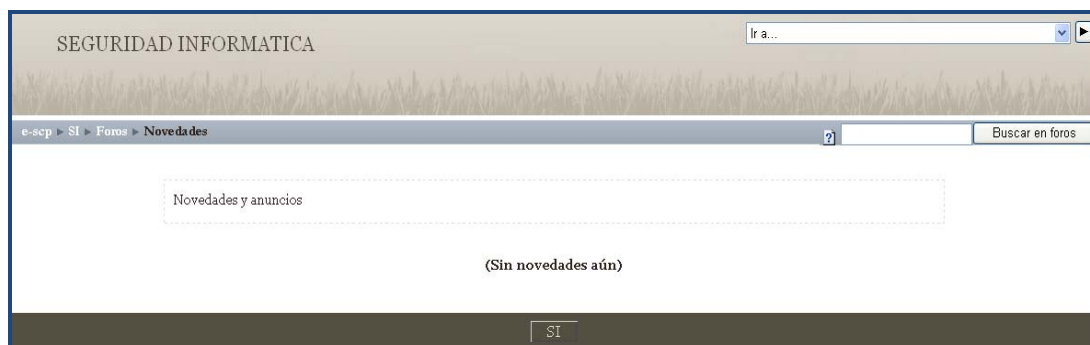 SEGURIDAD INFORMATICA
Ir a...
e-scp ► SI ► Foros ► Novedades
?
Buscar en foros
Novedades y anuncios
(Sin novedades aún)
SI